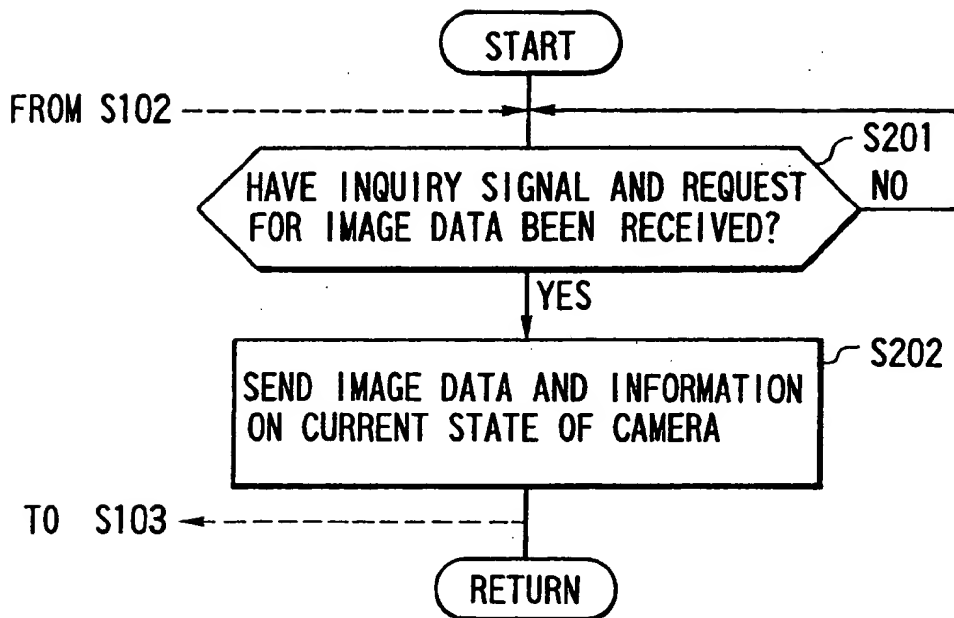 START
FROM S102
S201
HAVE INQUIRY SIGNAL AND REQUEST
FOR IMAGE DATA BEEN RECEIVED?
NO
YES
S202
SEND IMAGE DATA AND INFORMATION
ON CURRENT STATE OF CAMERA
TO S103
RETURN